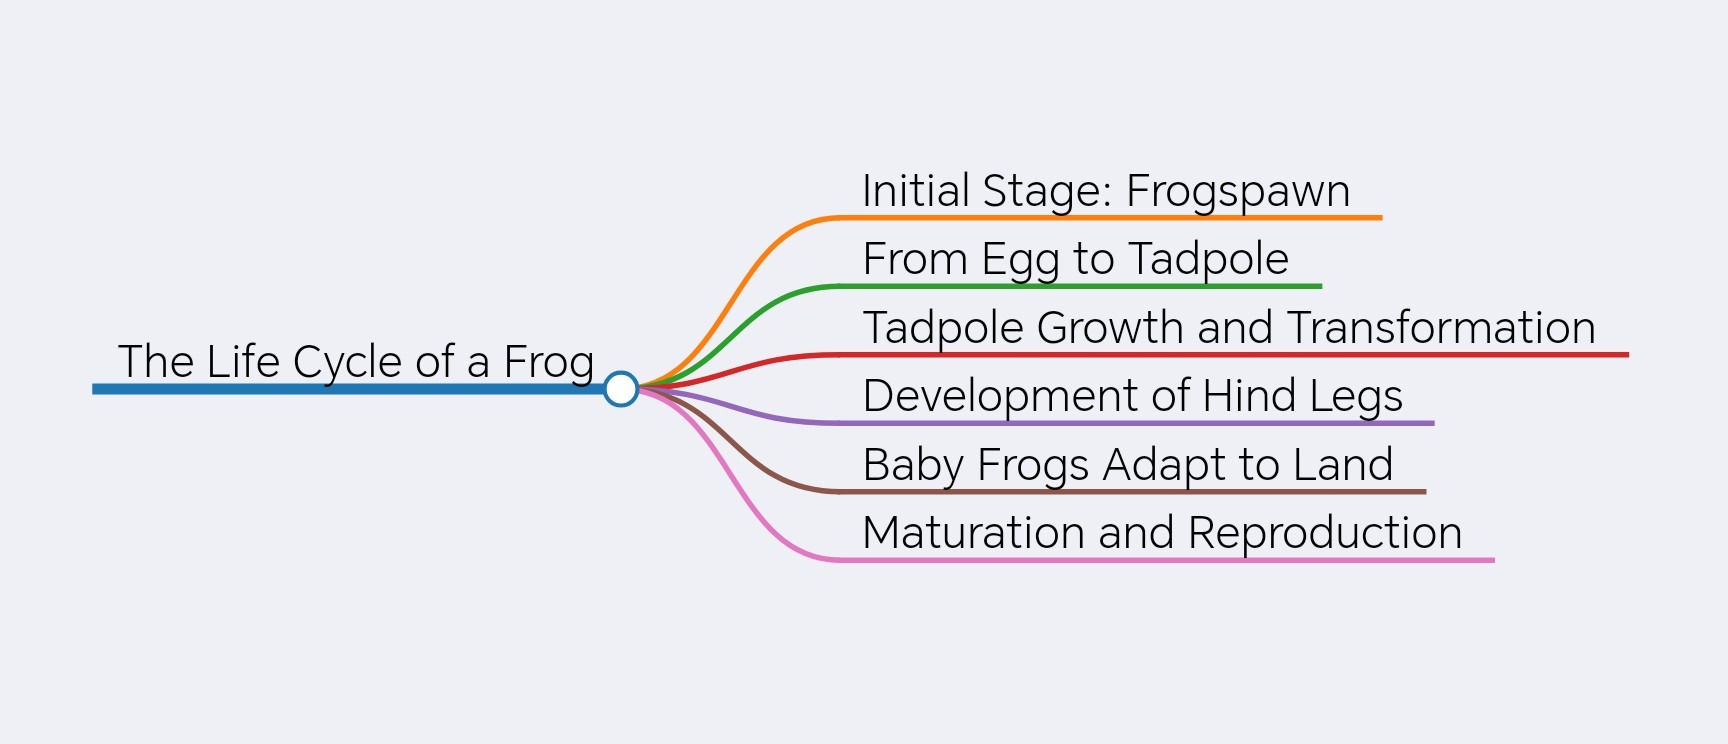 The Life Cycle of a Frog
Initial Stage: Frogspawn
From Egg to Tadpole
Tadpole Growth and Transformation
Development of Hind Legs
Baby Frogs Adapt to Land
Maturation and Reproduction